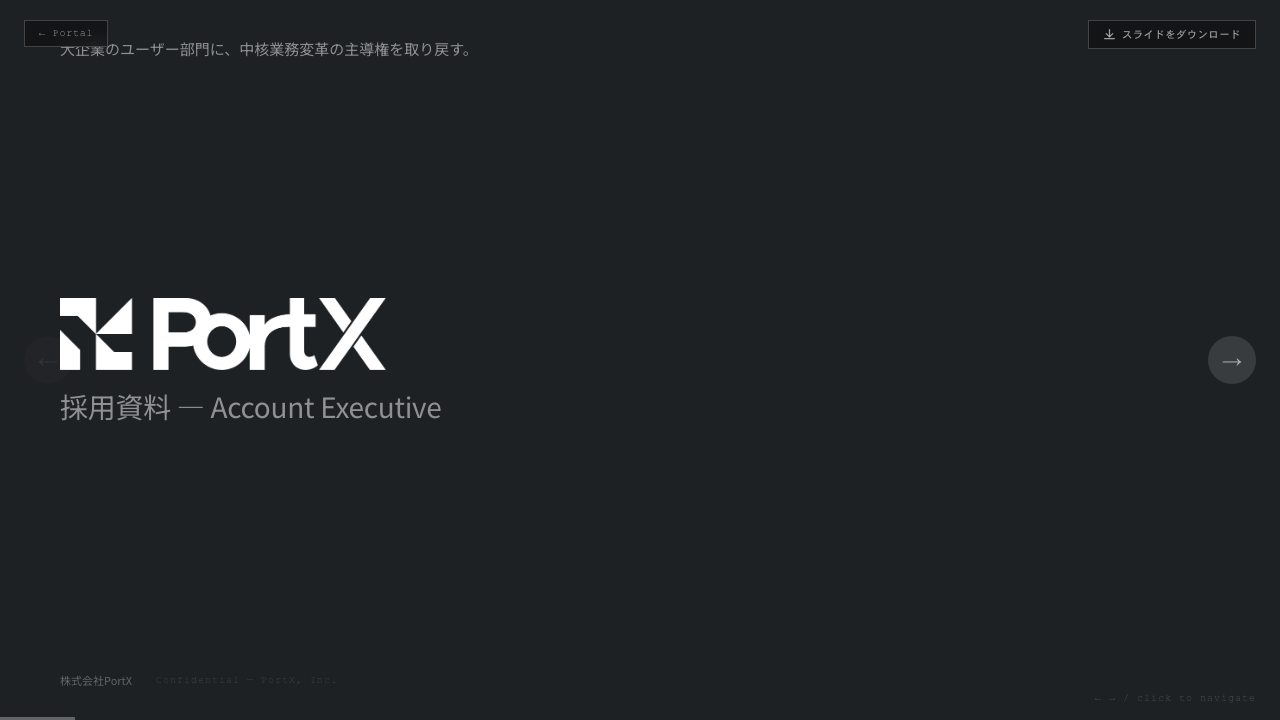 ← Portal
大企業のユーザー部門に、中核業務変革の主導権を取り戻す。
スライドをダウンロード
PortX
採用資料 — Account Executive
←
→
株式会社PortX
Confidential — PortX, Inc.
← → / click to navigate